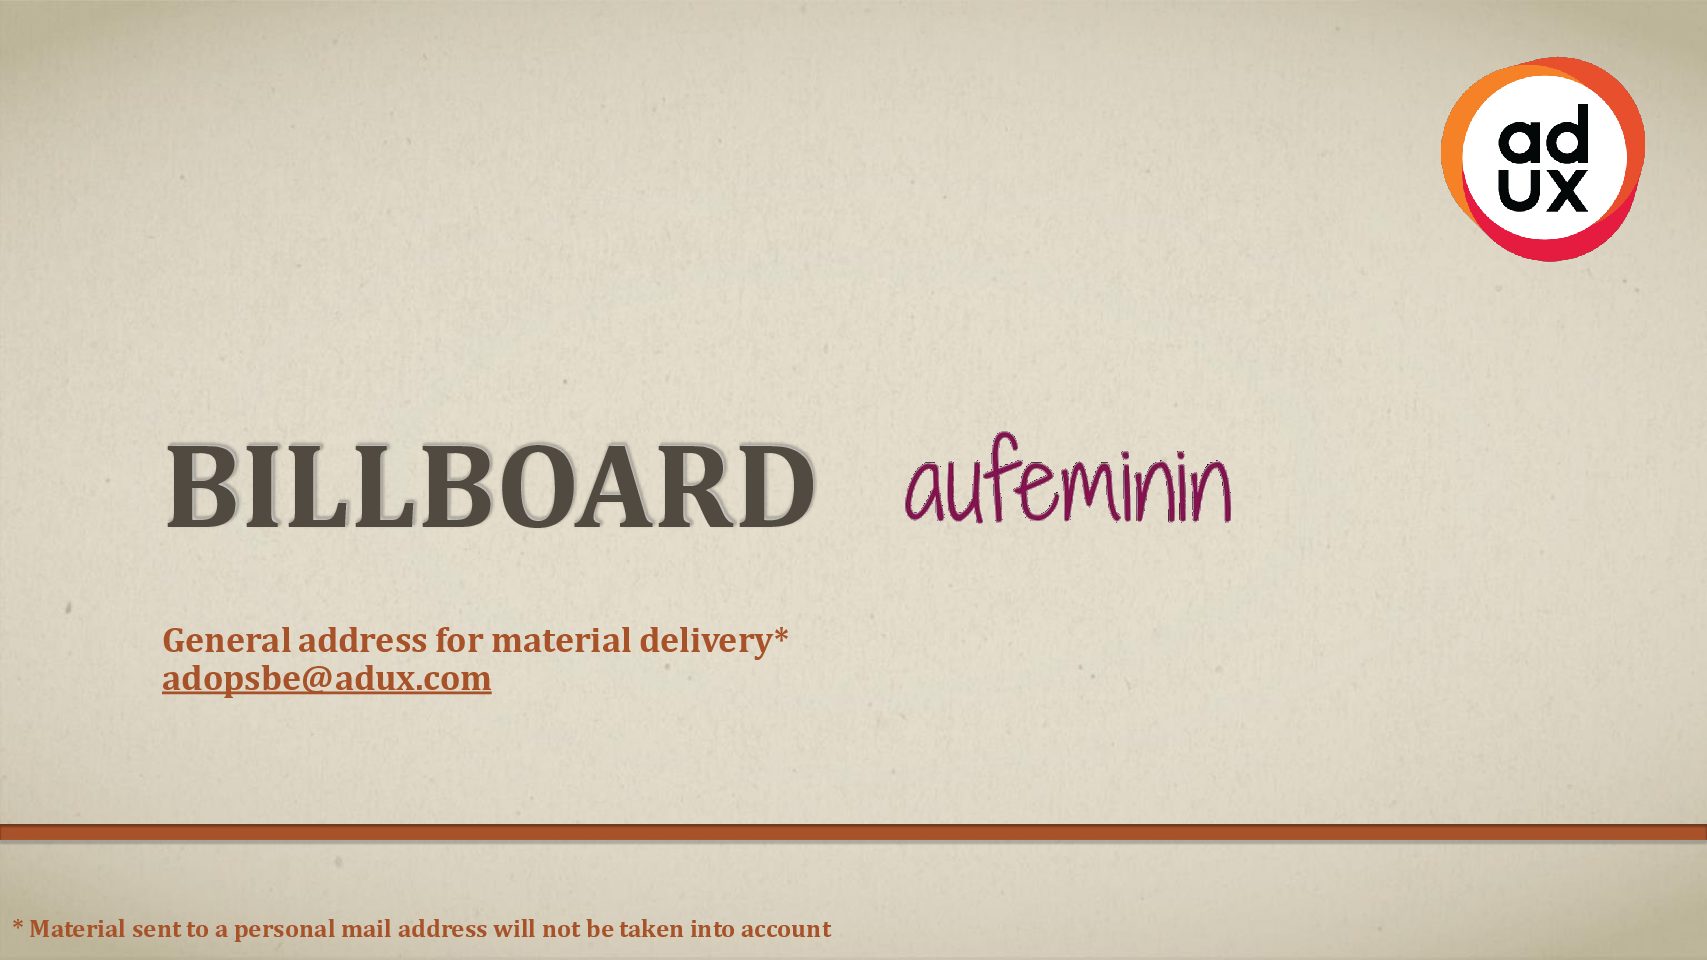 ad
ux
BILLBOARD aufeminin
General address for material delivery*
adopsbe@adux.com
* Material sent to a personal mail address will not be taken into account